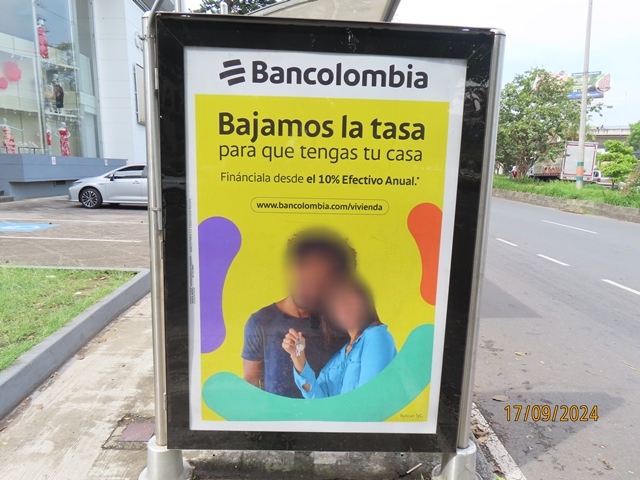 Bancolombia
Bajamos la tasa
para que tengas tu casa
Fináncialа desde el 10% Efectivo Anual.*
www.bancolombia.com/vivienda
17/09/2024